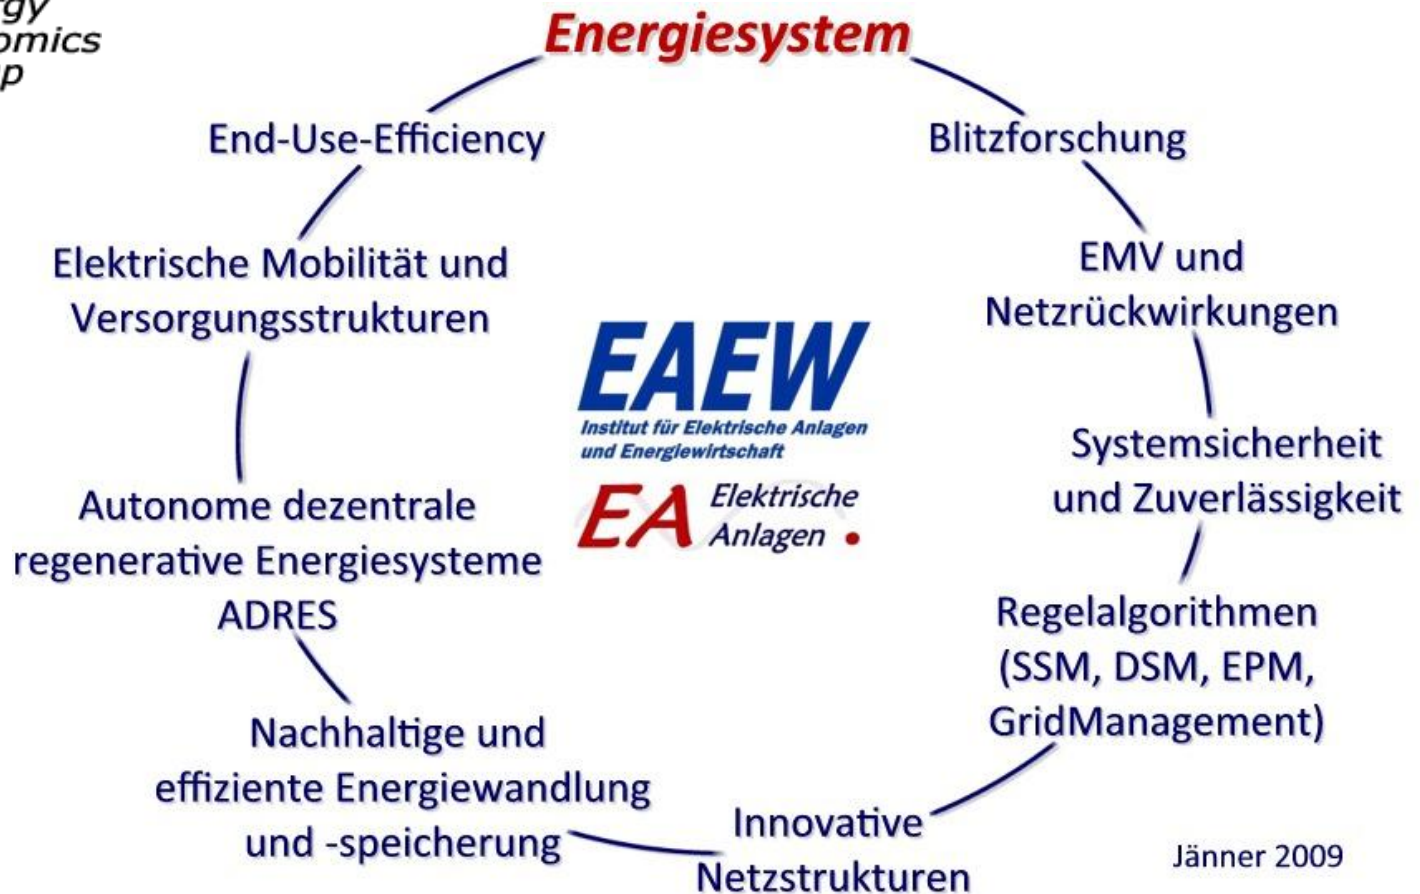 Energiesystem
End-Use-Efficiency
Blitzforschung
Elektrische Mobilität und
Versorgungsstrukturen
EMV und
Netzrückwirkungen
EAEW
Institut für Elektrische Anlagen
und Energiewirtschaft
EA Elektrische
Anlagen
Systemsicherheit
und Zuverlässigkeit
Autonome dezentrale
regenerative Energiesysteme
ADRES
Regelalgorithmen
(SSM, DSM, EPM,
GridManagement)
Nachhaltige und
effiziente Energiewandlung
und -speicherung
Innovative
Netzstrukturen
Jänner 2009